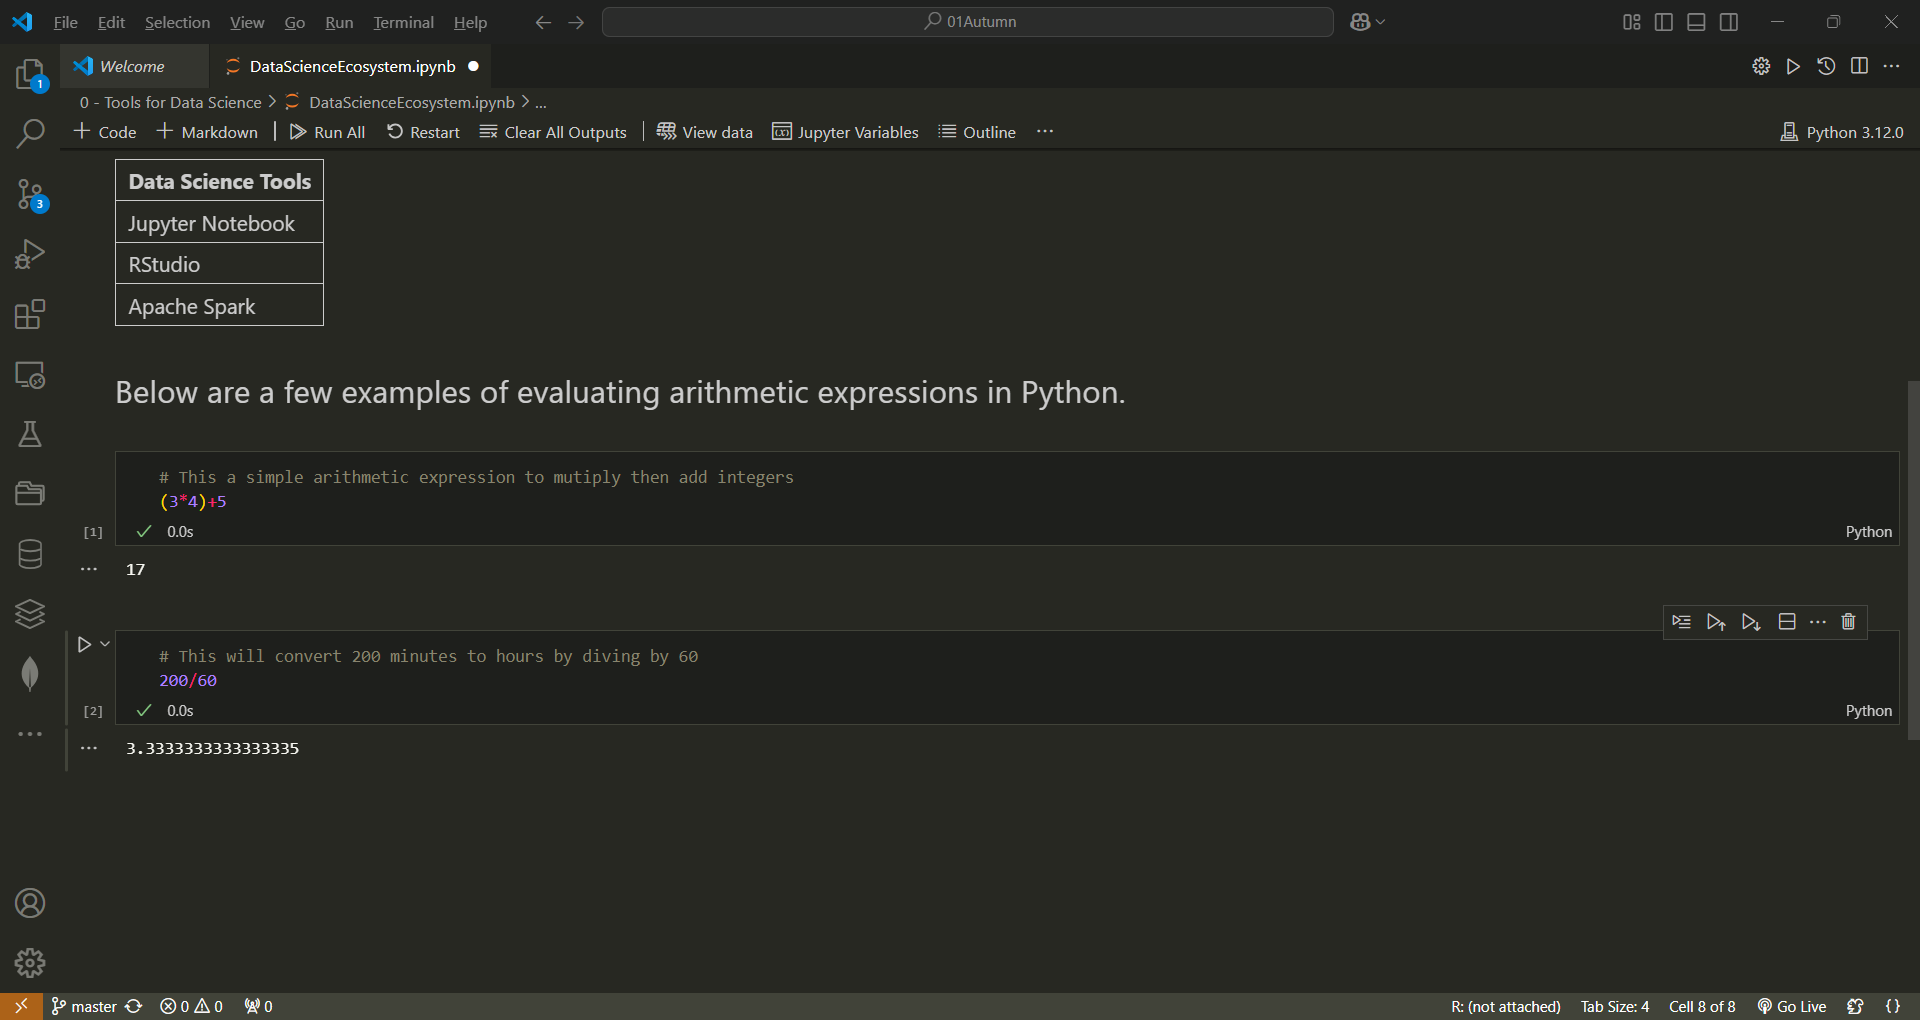 File Edit Selection View Go Run Terminal Help 01Autumn
Welcome DataScienceEcosystem.ipynb
1
0 - Tools for Data Science > DataScienceEcosystem.ipynb > ...
+ Code + Markdown | Run All Restart Clear All Outputs | View data Jupyter Variables Outline ... Python 3.12.0
Data Science Tools
3
Jupyter Notebook
RStudio
Apache Spark
Below are a few examples of evaluating arithmetic expressions in Python.
# This a simple arithmetic expression to mutiply then add integers
(3*4)+5
[1] ✓ 0.0s Python
... 17
# This will convert 200 minutes to hours by diving by 60
200/60
[2] ✓ 0.0s Python
... 3.3333333333333335
master 0 0 0 R: (not attached) Tab Size: 4 Cell 8 of 8 Go Live {}